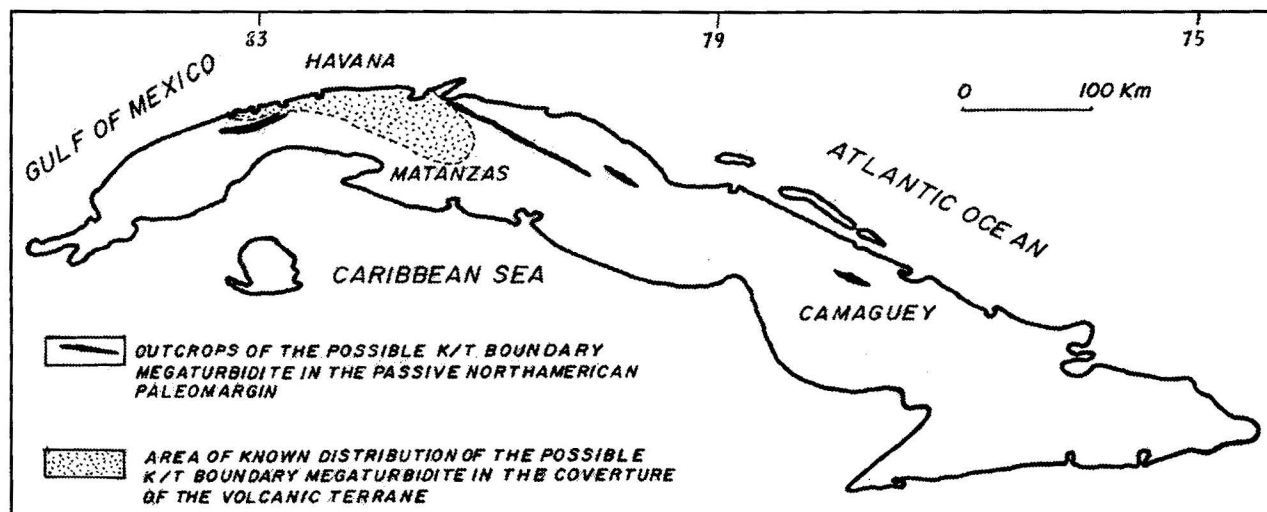 83
79
75
HAVANA
GULF OF MEXICO
0 100 Km
MATANZAS
ATLANTIC OCEAN
CARIBBEAN SEA
CAMAGUEY
OUTCROPS OF THE POSSIBLE K/T BOUNDARY
MEGATURBIDITE IN THE PASSIVE NORTHAMERICAN
PALEOMARGIN
AREA OF KNOWN DISTRIBUTION OF THE POSSIBLE
K/T BOUNDARY MEGATURBIDITE IN THE COVERTURE
OF THE VOLCANIC TERRANE